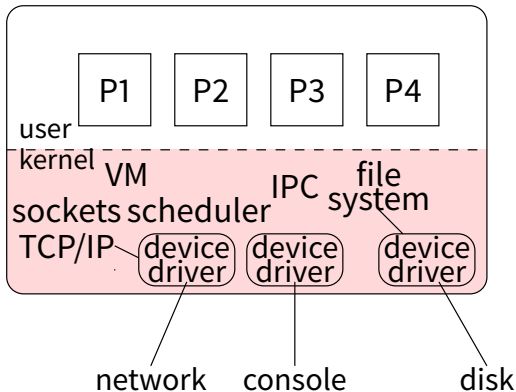 P1 P2 P3 P4
user
kernel
VM
IPC
file
system
sockets scheduler
TCP/IP
device
driver
device
driver
device
driver
network console disk